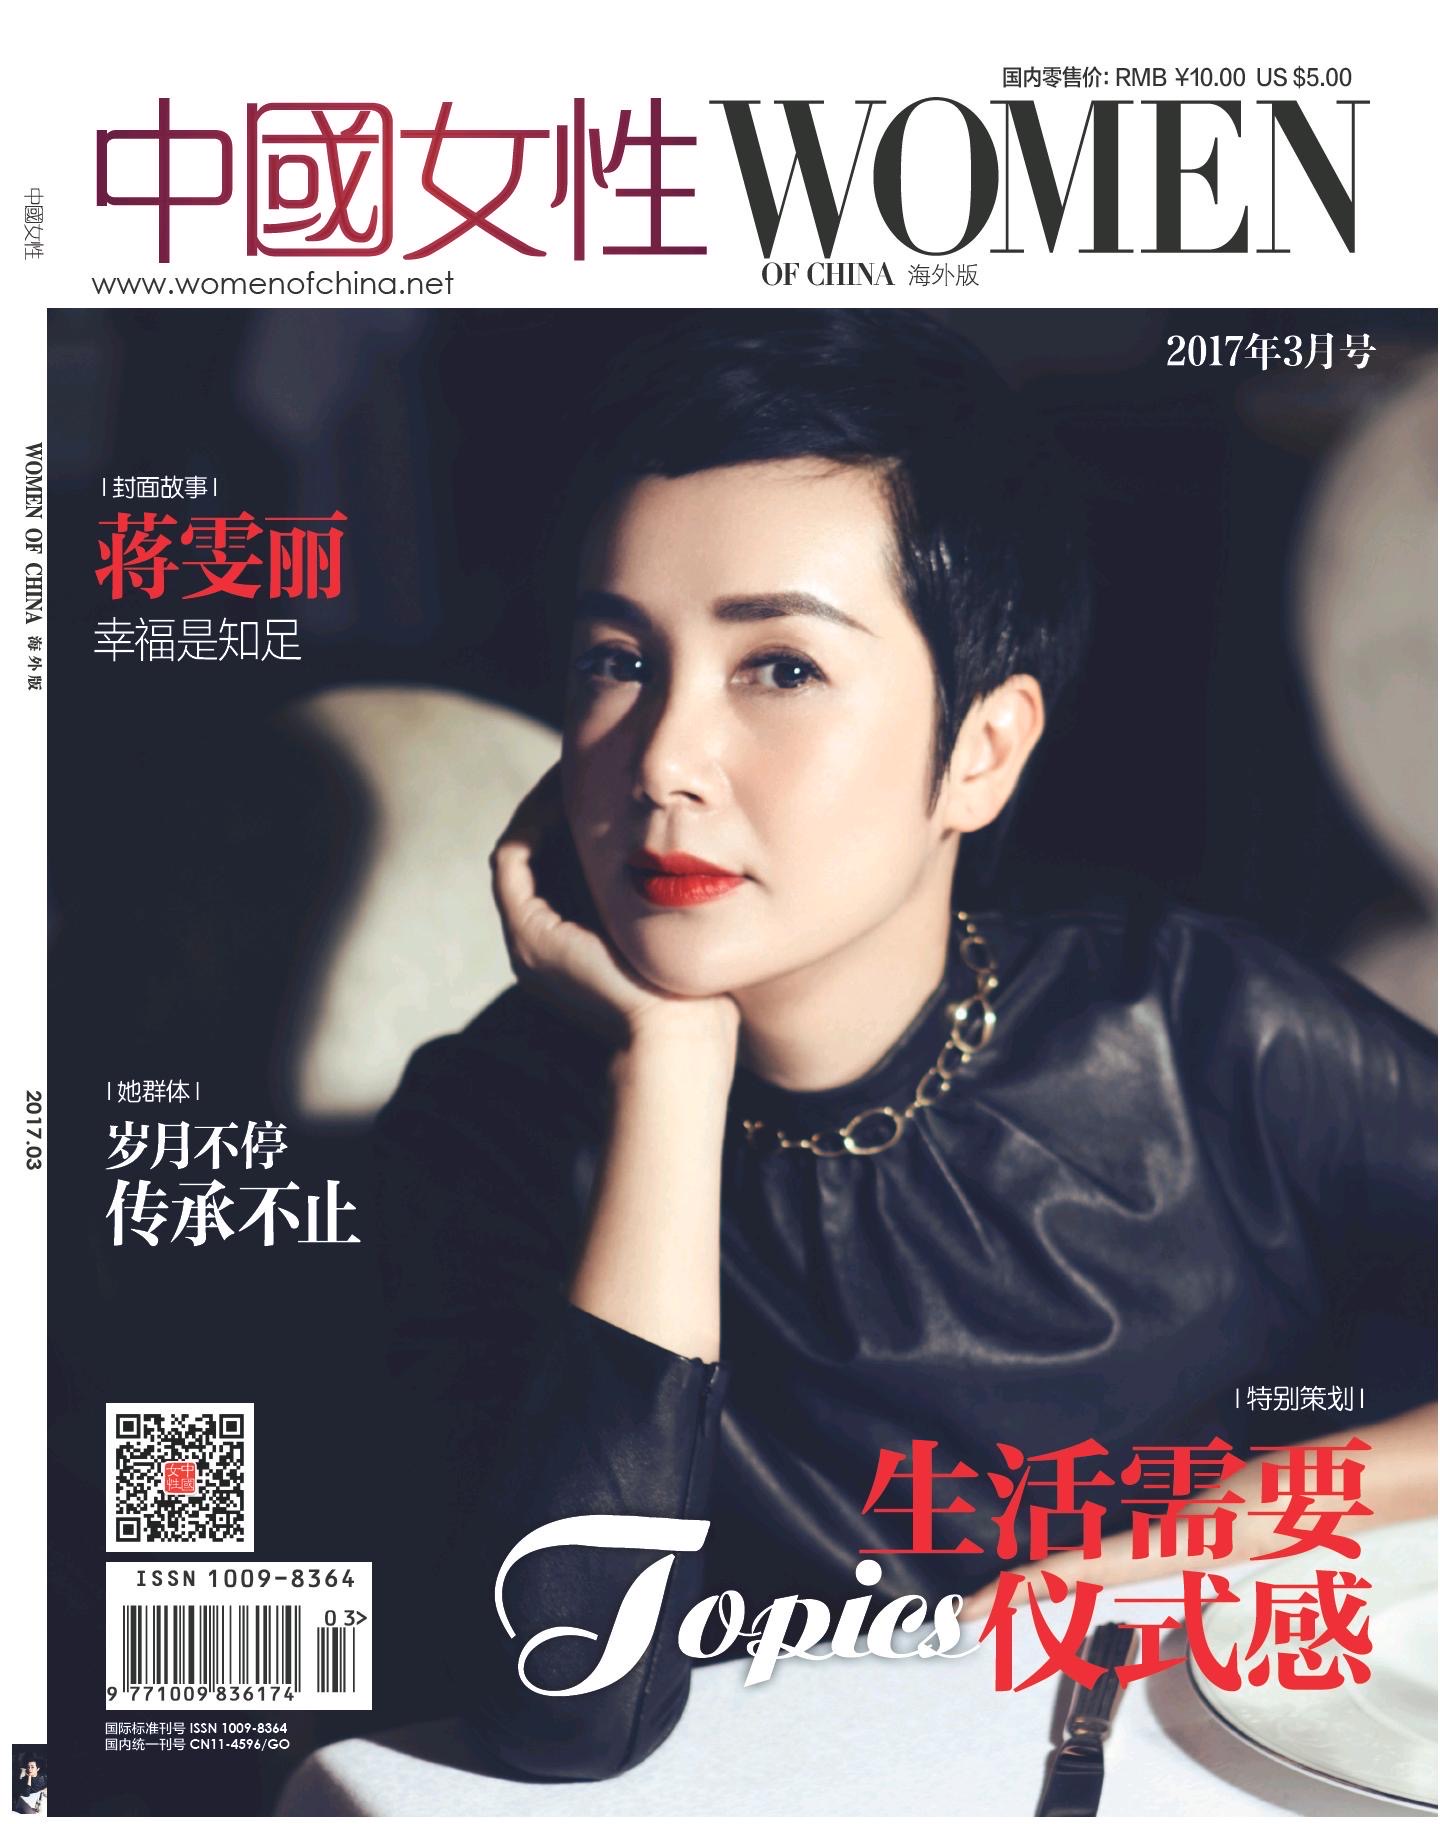 国内零售价: RMB ¥10.00 US $5.00
中國女性 WOMEN
OF CHINA 海外版
www.womenofchina.net
2017年3月号
|封面故事|
蒋雯丽
幸福是知足
|她群体|
岁月不停
传承不止
|特别策划|
生活需要
Topics 仪式感
中國
女性
ISSN 1009-8364
03>
9 771009 836174
国际标准刊号 ISSN 1009-8364
国内统一刊号 CN11-4596/GO
中國女性
WOMEN OF CHINA 海外版
2017.03